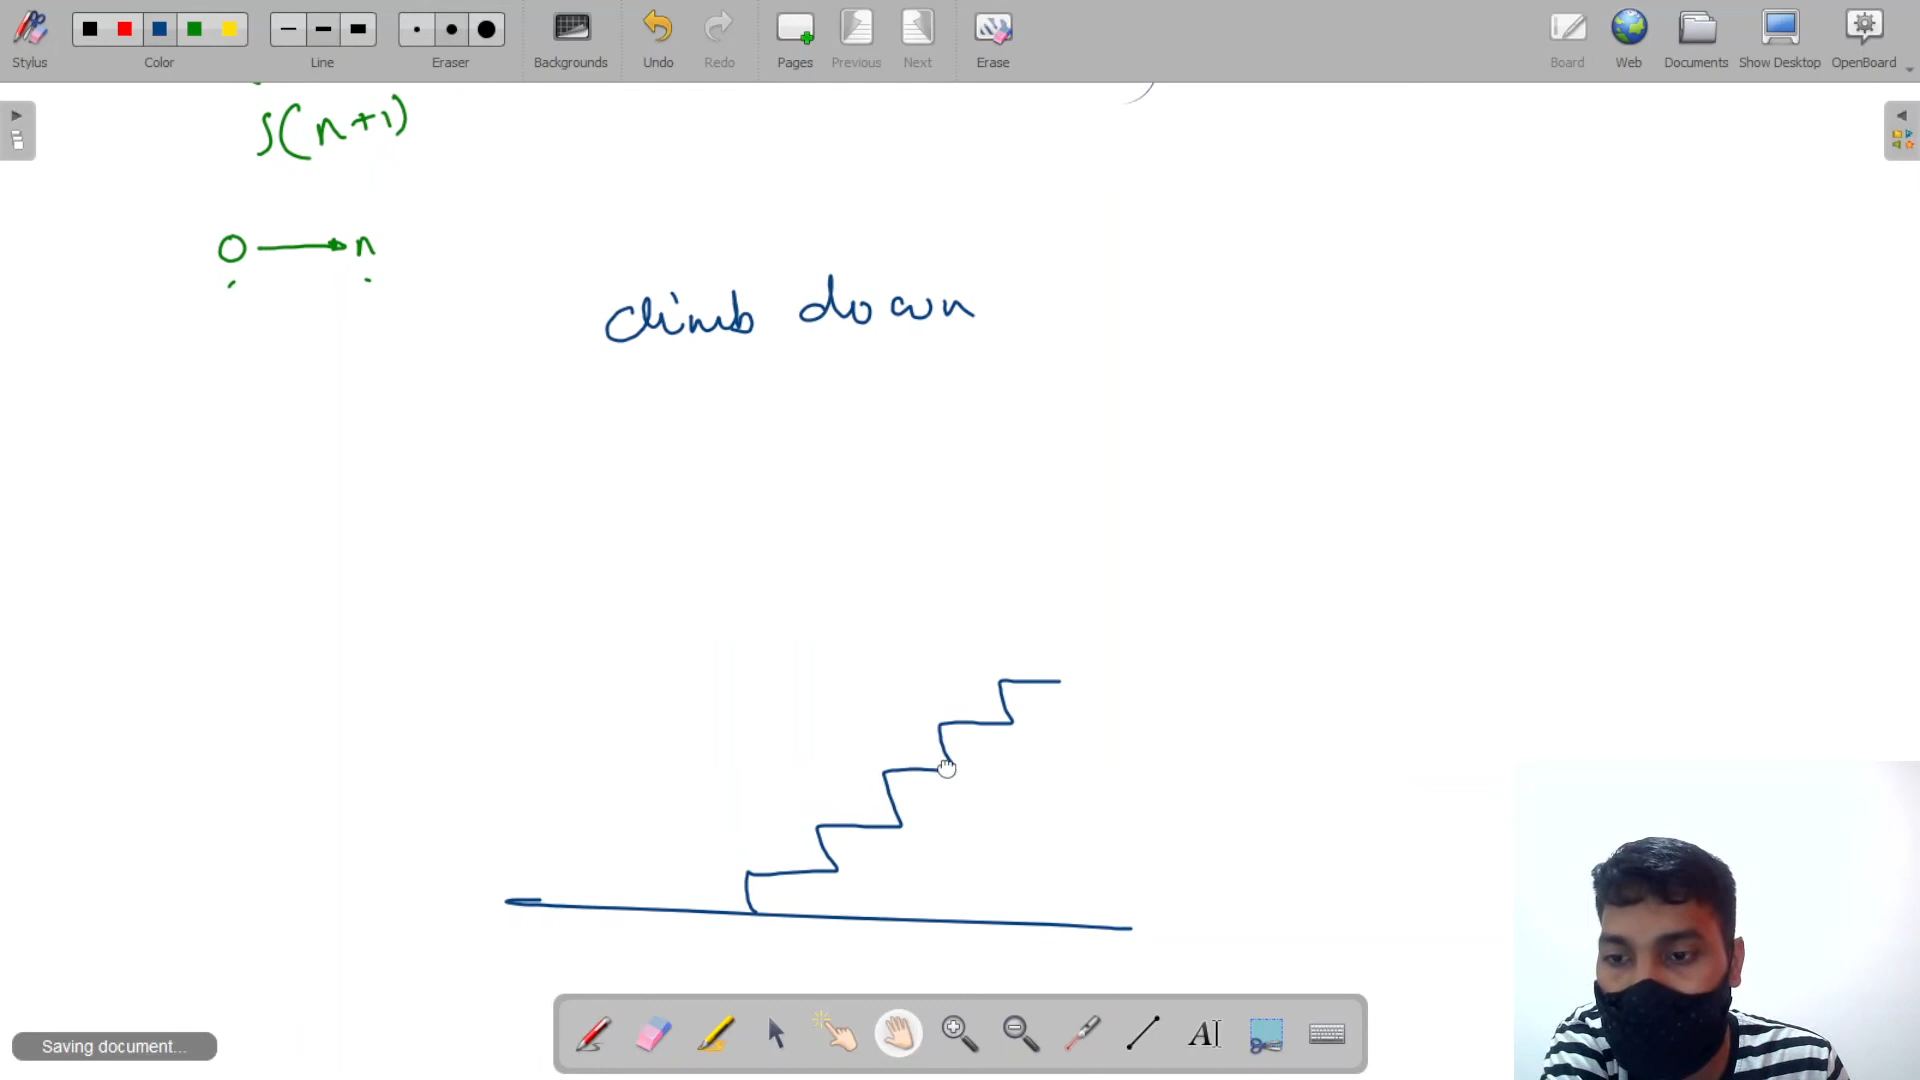 Stylus
Color
Line
Eraser
Backgrounds
Undo
Redo
Pages
Previous
Next
Erase
Board
Web
Documents
Show Desktop
OpenBoard
S(n+1)
0 → n
climb down
AI
Saving document...